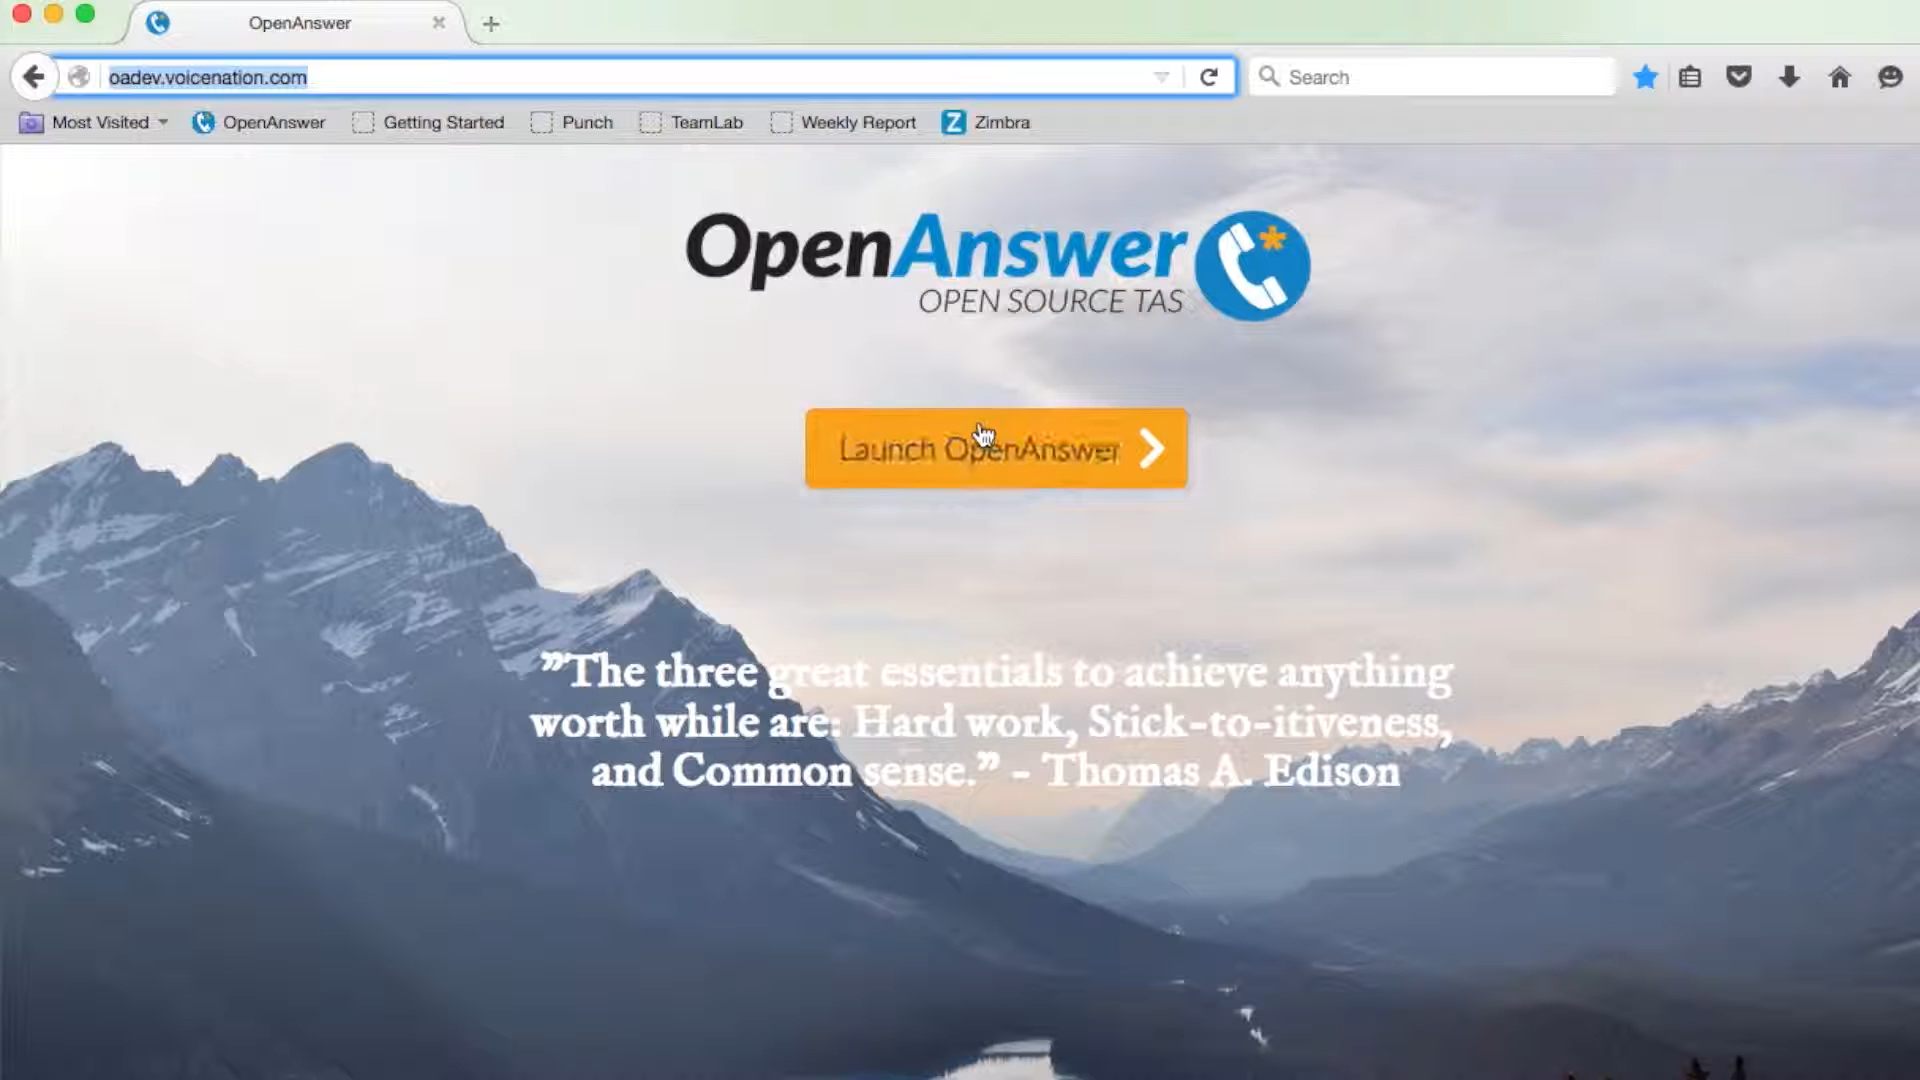 OpenAnswer
oadev.voicenation.com
Search
Most Visited
OpenAnswer
Getting Started
Punch
TeamLab
Weekly Report
Z
Zimbra
OpenAnswer
OPEN SOURCE TAS
Launch OpenAnswer
"The three great essentials to achieve anything
worth while are: Hard work, Stick-to-itiveness,
and Common sense." - Thomas A. Edison